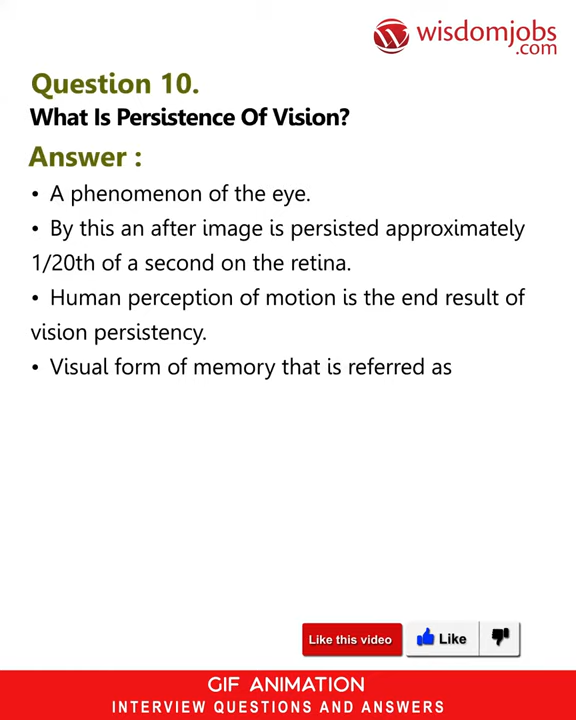 wisdomjobs
.com
Question 10.
What Is Persistence Of Vision?
Answer :
• A phenomenon of the eye.
• By this an after image is persisted approximately
1/20th of a second on the retina.
• Human perception of motion is the end result of
vision persistency.
• Visual form of memory that is referred as
Like this video
Like
GIF ANIMATION
INTERVIEW QUESTIONS AND ANSWERS